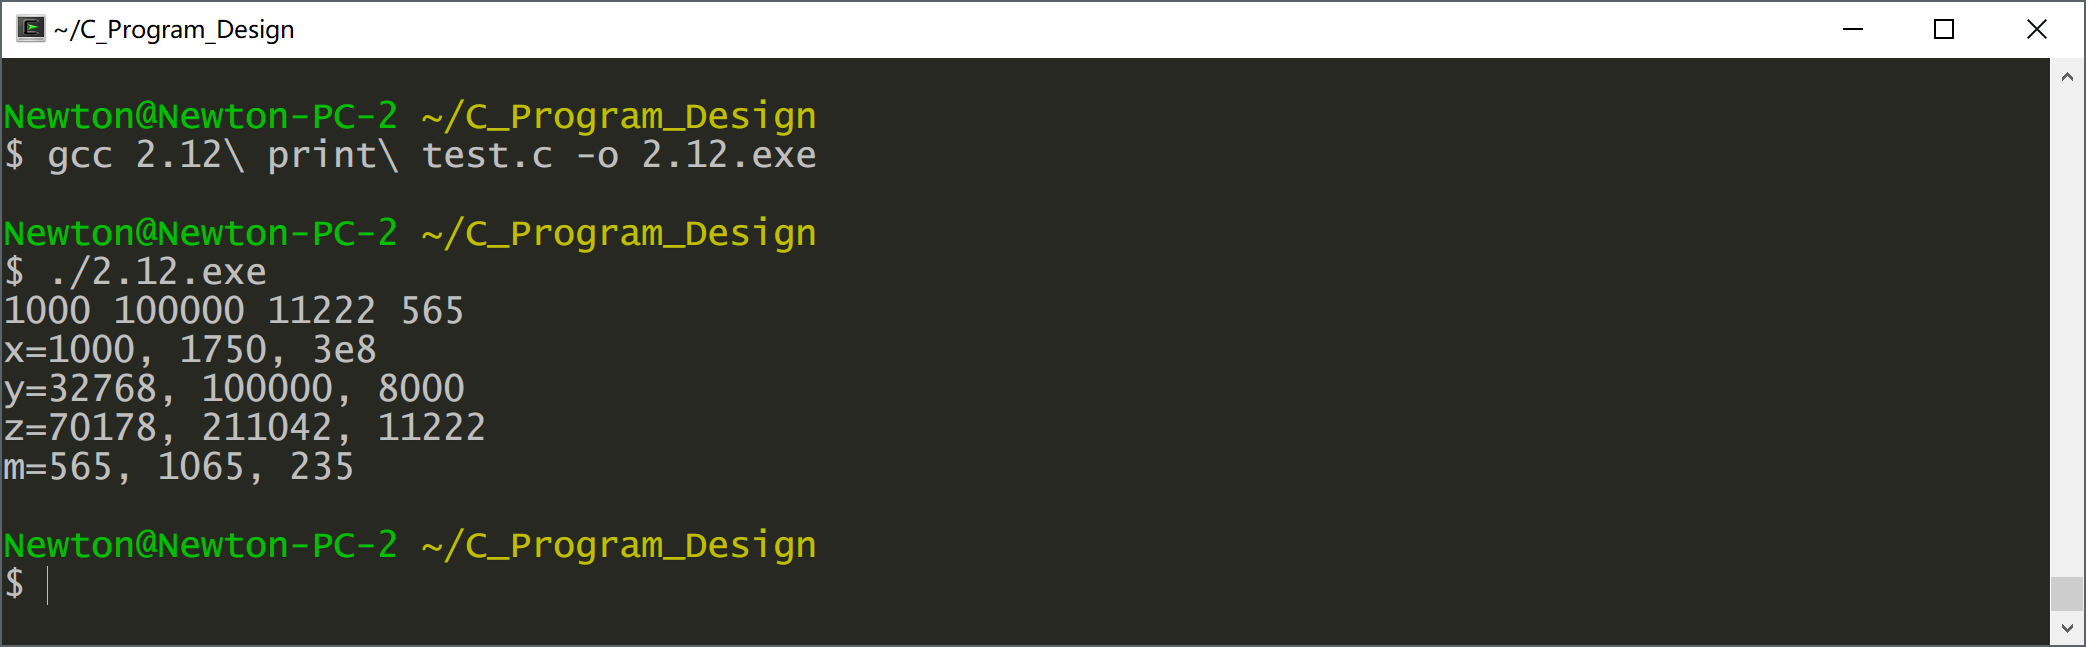 ~/C_Program_Design
Newton@Newton-PC-2 ~/C_Program_Design
$ gcc 2.12\ print\ test.c -o 2.12.exe
Newton@Newton-PC-2 ~/C_Program_Design
$ ./2.12.exe
1000 100000 11222 565
x=1000, 1750, 3e8
y=32768, 100000, 8000
z=70178, 211042, 11222
m=565, 1065, 235
Newton@Newton-PC-2 ~/C_Program_Design
$